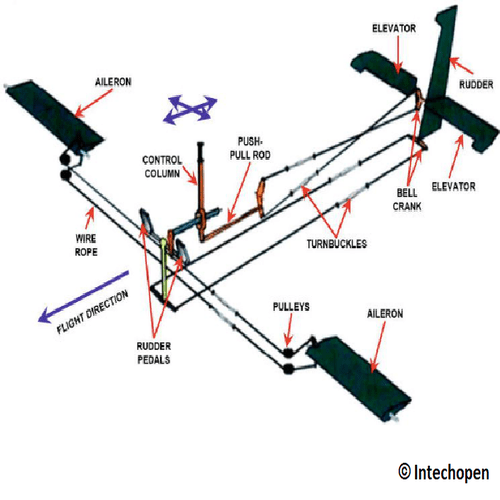 ELEVATOR
RUDDER
AILERON
PUSH-
PULL ROD
CONTROL
COLUMN
BELL
CRANK
ELEVATOR
TURNBUCKLES
WIRE
ROPE
FLIGHT DIRECTION
RUDDER
PEDALS
PULLEYS
AILERON
© Intechopen